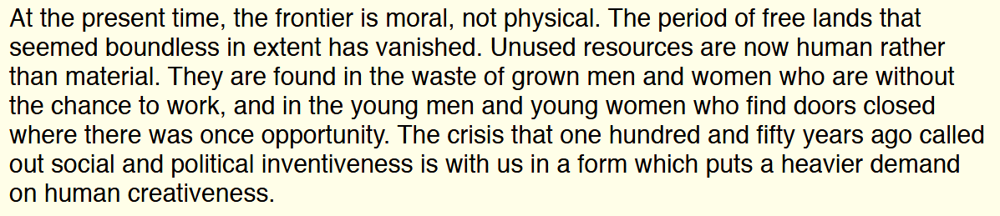 At the present time, the frontier is moral, not physical. The period of free lands that
seemed boundless in extent has vanished. Unused resources are now human rather
than material. They are found in the waste of grown men and women who are without
the chance to work, and in the young men and young women who find doors closed
where there was once opportunity. The crisis that one hundred and fifty years ago called
out social and political inventiveness is with us in a form which puts a heavier demand
on human creativeness.